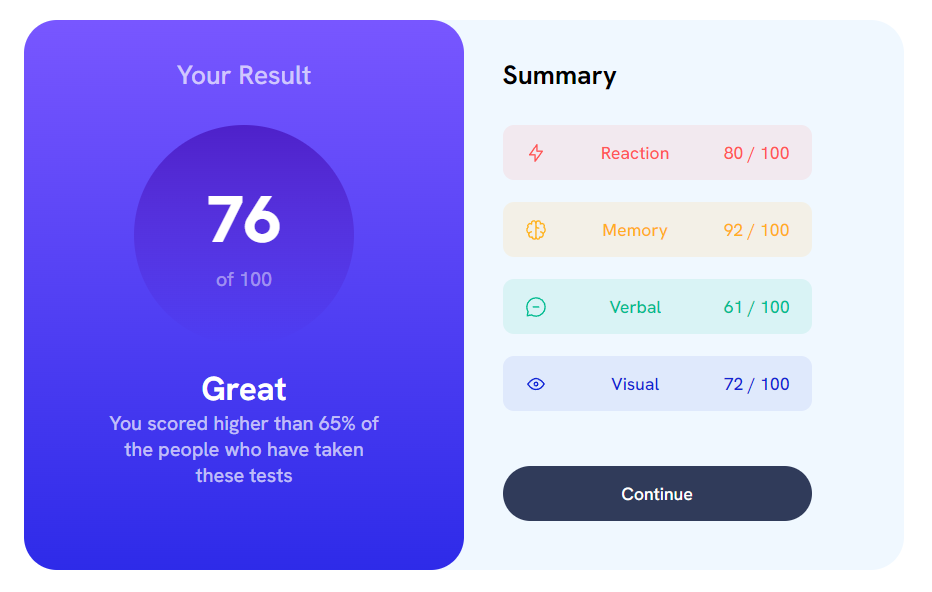 Your Result
76
of 100
Great
You scored higher than 65% of
the people who have taken
these tests
Summary
Reaction 80 / 100
Memory 92 / 100
Verbal 61 / 100
Visual 72 / 100
Continue